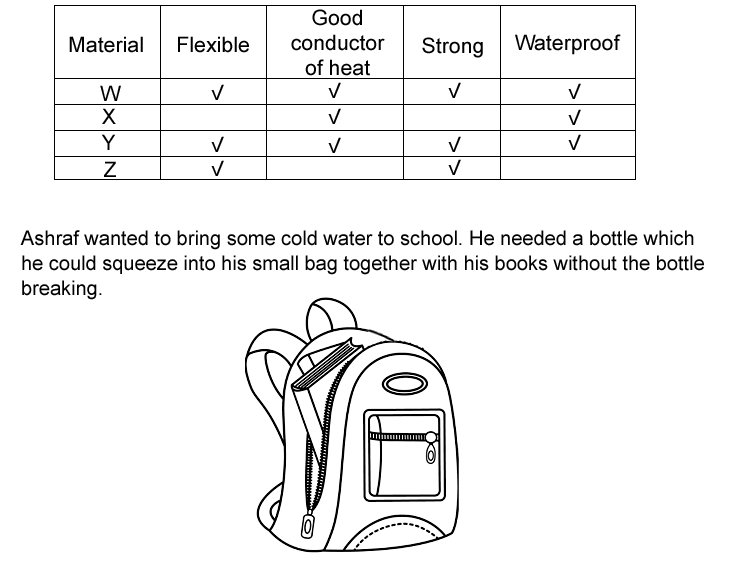 Material Flexible Good conductor of heat Strong Waterproof
W √ √ √ √
X √ √
Y √ √ √ √
Z √ √
Ashraf wanted to bring some cold water to school. He needed a bottle which
he could squeeze into his small bag together with his books without the bottle
breaking.